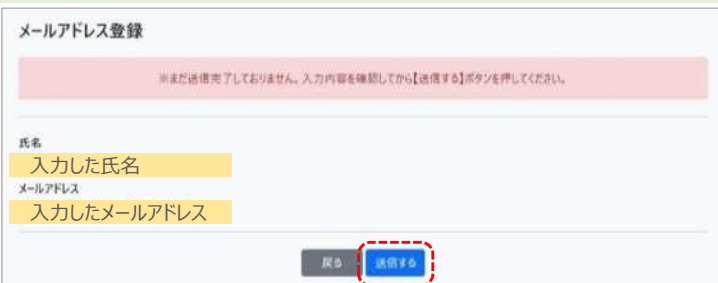 メールアドレス登録
※まだ送信完了しておりません。入力内容を確認してから【送信する】ボタンを押してください。
氏名
入力した氏名
メールアドレス
入力したメールアドレス
戻る
送信する